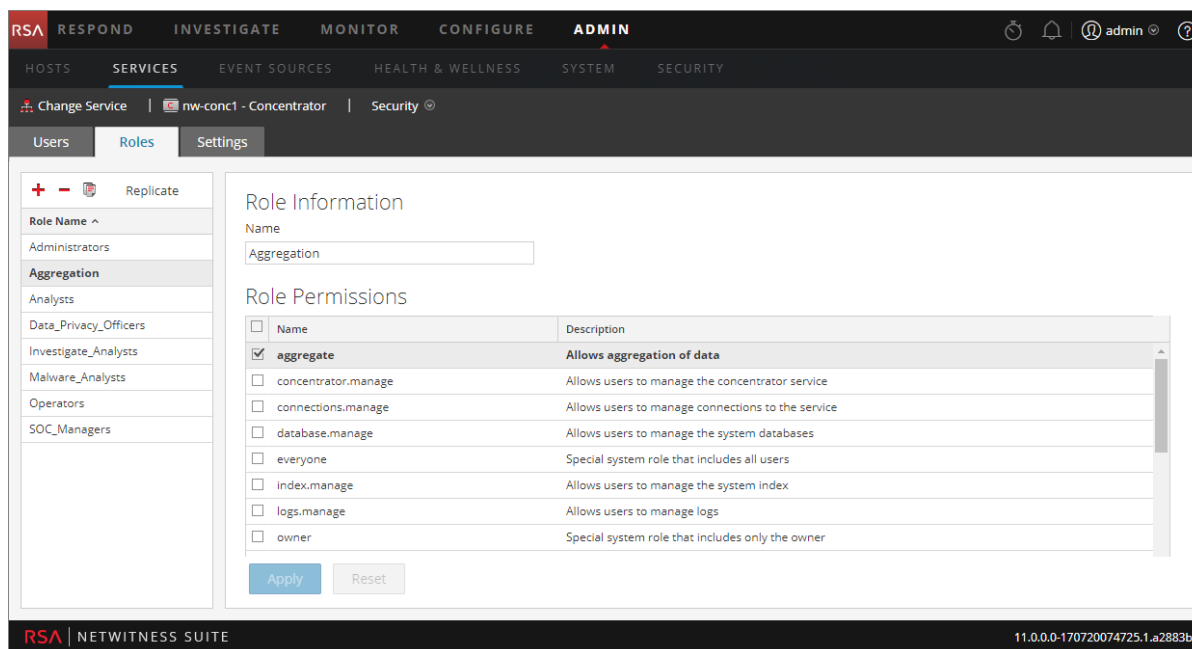 RSA RESPOND INVESTIGATE MONITOR CONFIGURE ADMIN admin
HOSTS SERVICES EVENT SOURCES HEALTH & WELLNESS SYSTEM SECURITY
Change Service | nw-conc1 - Concentrator | Security
Users Roles Settings
Replicate
Role Name
Administrators
Aggregation
Analysts
Data_Privacy_Officers
Investigate_Analysts
Malware_Analysts
Operators
SOC_Managers
Role Information
Name
Aggregation
Role Permissions
Name Description
aggregate Allows aggregation of data
concentrator.manage Allows users to manage the concentrator service
connections.manage Allows users to manage connections to the service
database.manage Allows users to manage the system databases
everyone Special system role that includes all users
index.manage Allows users to manage the system index
logs.manage Allows users to manage logs
owner Special system role that includes only the owner
Apply Reset
RSA | NETWITNESS SUITE 11.0.0.0-170720074725.1.a2883b